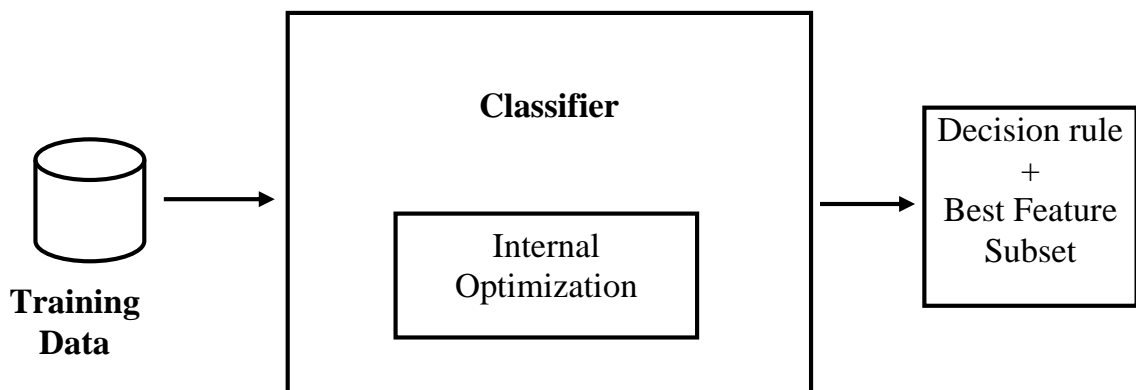 Training
Data
Classifier
Internal
Optimization
Decision rule
+
Best Feature
Subset